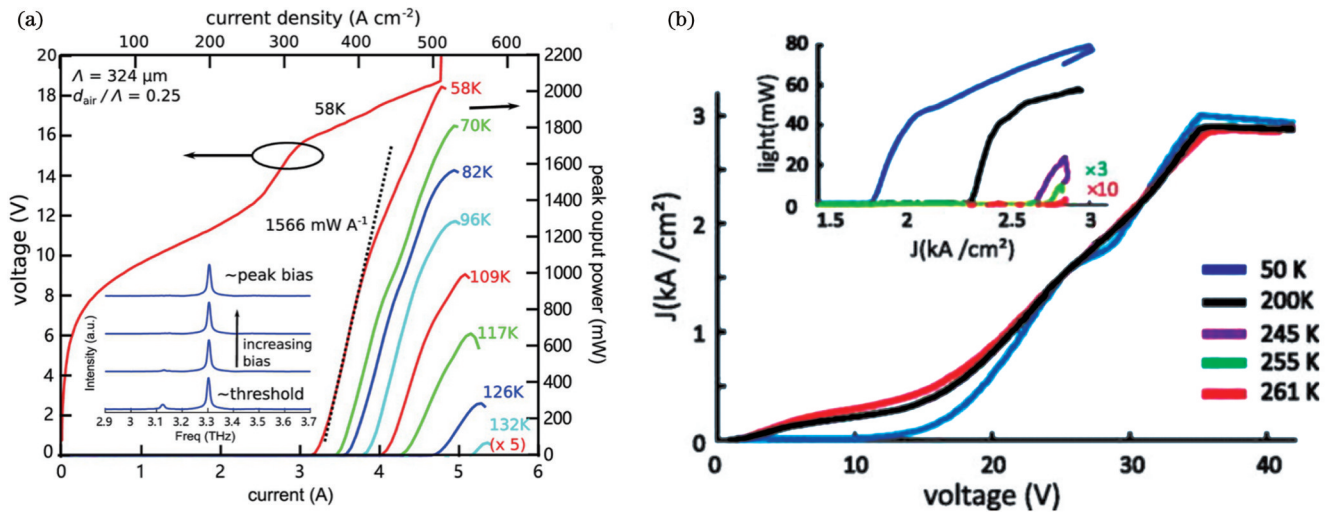 (a)
current density (A cm⁻²)
0 100 200 300 400 500 600
voltage (V)
20
18
16
14
12
10
8
6
4
2
0
Λ = 324 μm
d_air / Λ = 0.25
58K
1566 mW A⁻¹
58K
70K
82K
96K
109K
117K
126K
132K
(x 5)
2200
2000
1800
1600
1400
1200
1000
800
600
400
200
0
peak ouput power (mW)
Intensity (a.u.)
~peak bias
increasing
bias
~threshold
2.9 3.0 3.1 3.2 3.3 3.4 3.5 3.6 3.7
Freq (THz)
0 1 2 3 4 5 6
current (A)
(b)
J(kA /cm²)
3
2
1
0
light(mW)
80
60
40
20
0
×3
×10
1.5 2 2.5 3
J(kA /cm²)
50 K
200K
245 K
255 K
261 K
0 10 20 30 40
voltage (V)